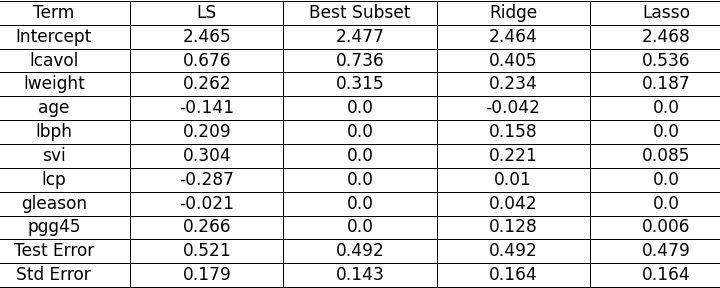 Term LS Best Subset Ridge Lasso
Intercept 2.465 2.477 2.464 2.468
lcavol 0.676 0.736 0.405 0.536
lweight 0.262 0.315 0.234 0.187
age -0.141 0.0 -0.042 0.0
lbph 0.209 0.0 0.158 0.0
svi 0.304 0.0 0.221 0.085
lcp -0.287 0.0 0.01 0.0
gleason -0.021 0.0 0.042 0.0
pgg45 0.266 0.0 0.128 0.006
Test Error 0.521 0.492 0.492 0.479
Std Error 0.179 0.143 0.164 0.164